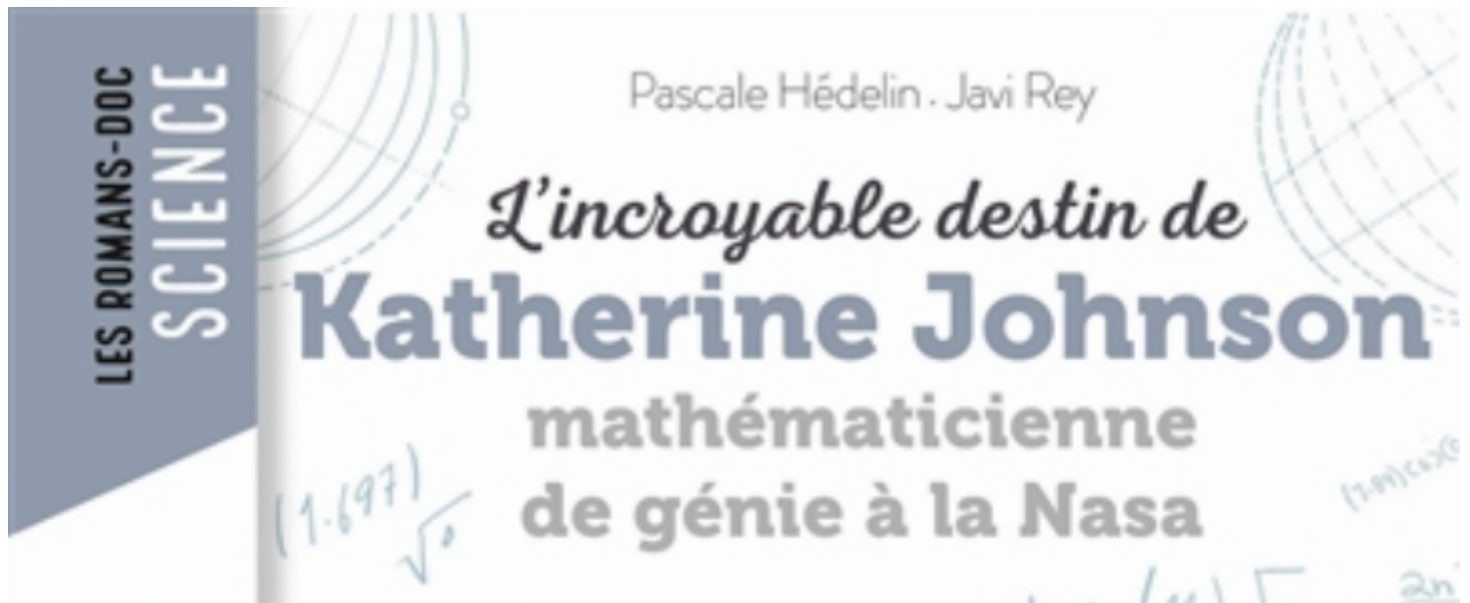 LES ROMANS-DOC
SCIENCE
Pascale Hédelin . Javi Rey
L'incroyable destin de
Katherine Johnson
mathématicienne
de génie à la Nasa
(1.697)